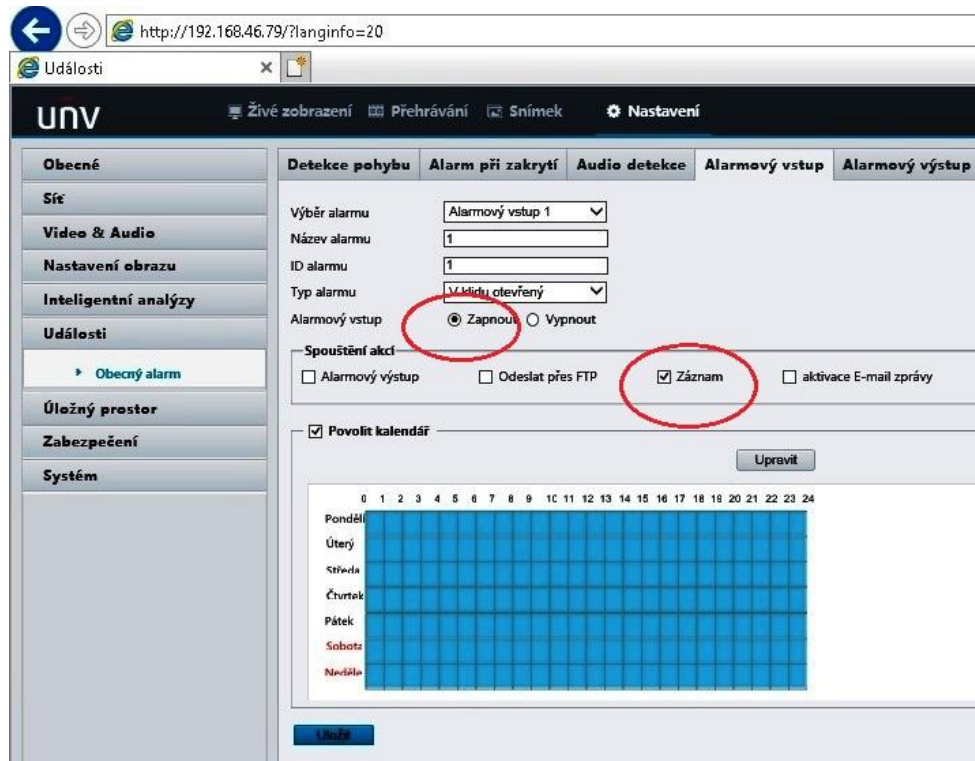 http://192.168.46.79/?langinfo=20
Události
unv Živé zobrazení Přehrávání Snímek Nastavení
Obecné
Síť
Video & Audio
Nastavení obrazu
Inteligentní analýzy
Události
Obecný alarm
Úložný prostor
Zabezpečení
Systém
Detekce pohybu Alarm při zakrytí Audio detekce Alarmový vstup Alarmový výstup
Výběr alarmu Alarmový vstup 1
Název alarmu 1
ID alarmu 1
Typ alarmu V klidu otevřený
Alarmový vstup Zapnout Vypnout
Spouštění akcí
Alarmový výstup Odeslat přes FTP Záznam aktivace E-mail zprávy
Povolit kalendář
Upravit
0 1 2 3 4 5 6 7 8 9 10 11 12 13 14 15 16 17 18 19 20 21 22 23 24
Pondělí
Úterý
Středa
Čtvrtek
Pátek
Sobota
Neděle
Uložit